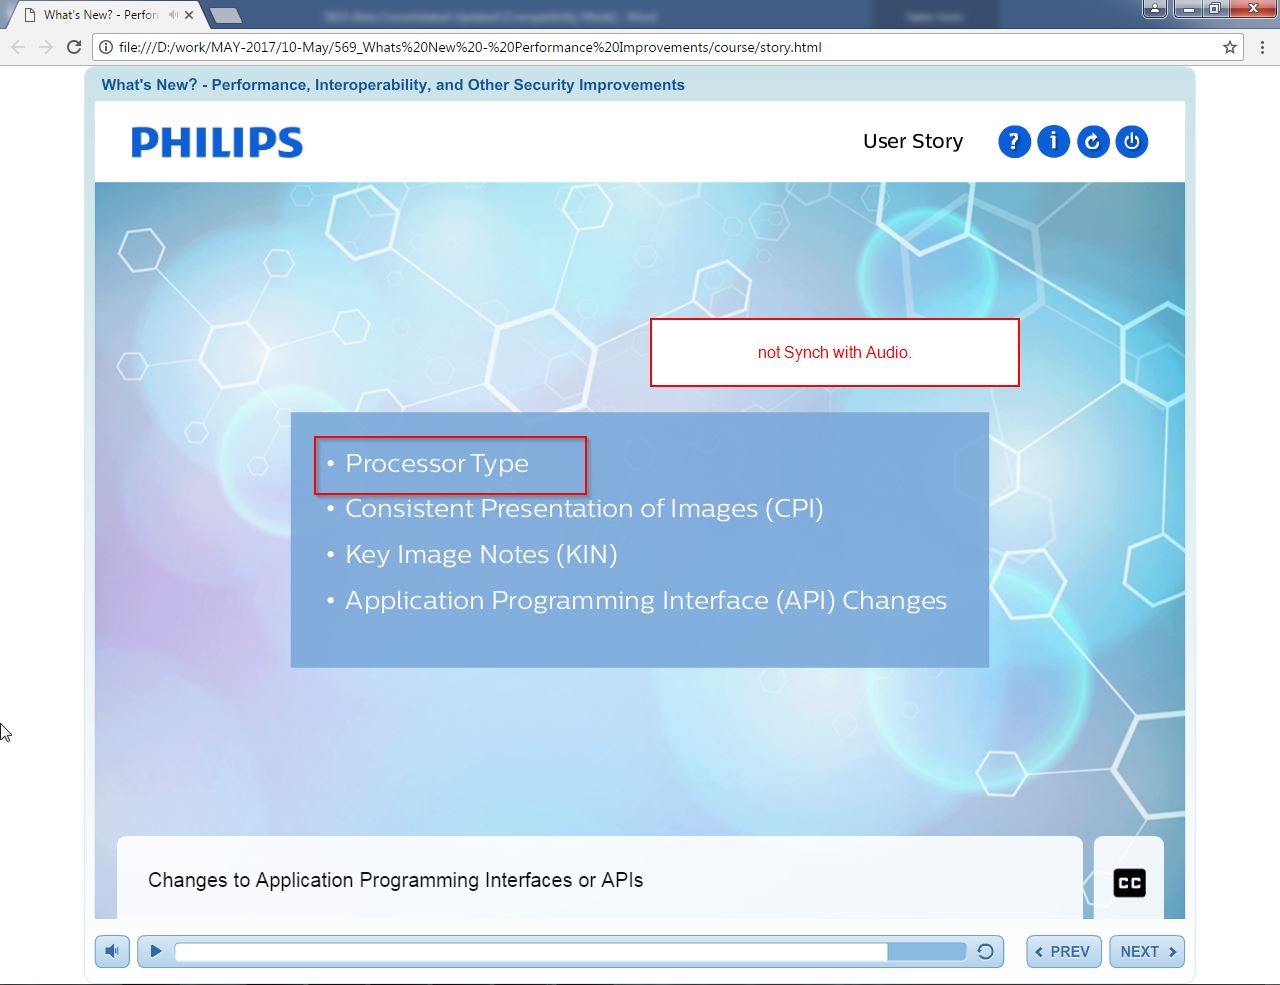 What's New? - Perforn
file:///D:/work/MAY-2017/10-May/569_Whats%20New%20-%20Performance%20Improvements/course/story.html
What's New? - Performance, Interoperability, and Other Security Improvements
PHILIPS
User Story
? i
not Synch with Audio.
• Processor Type
• Consistent Presentation of Images (CPI)
• Key Image Notes (KIN)
• Application Programming Interface (API) Changes
Changes to Application Programming Interfaces or APIs
CC
PREV NEXT